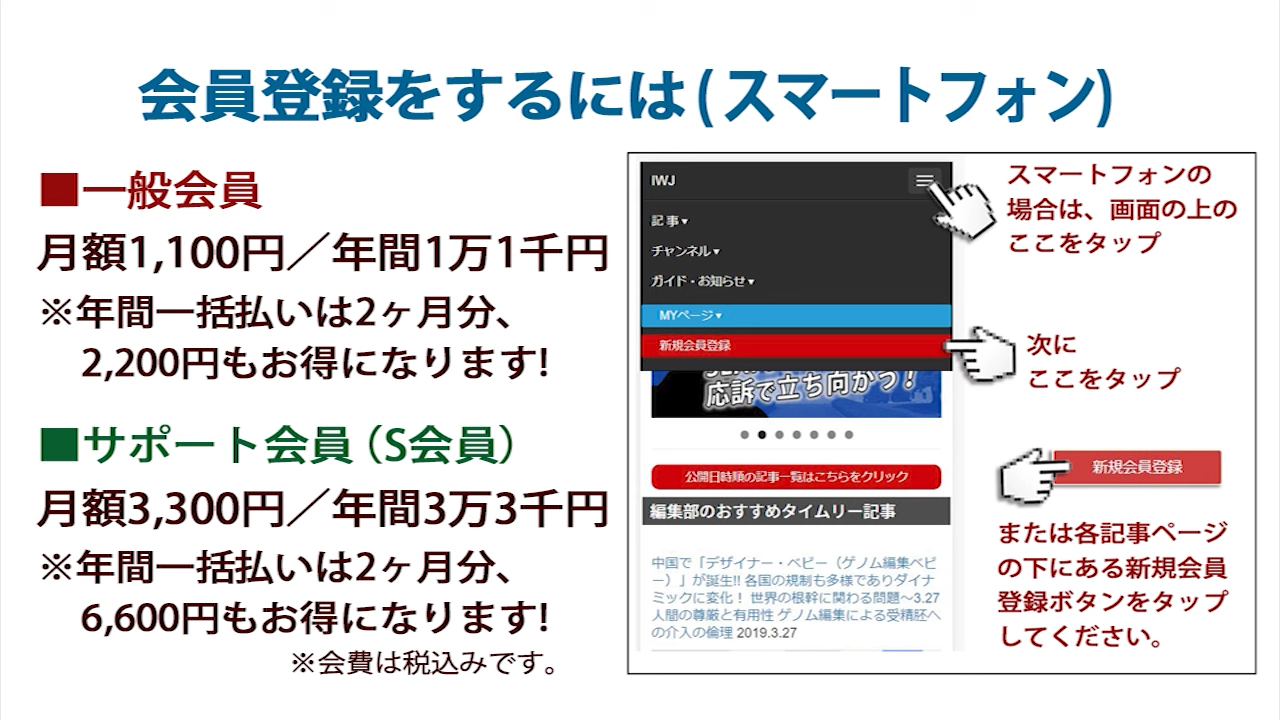 会員登録をするには(スマートフォン)
■一般会員
月額1,100円／年間1万1千円
※年間一括払いは2ヶ月分、
2,200円もお得になります!
■サポート会員（S会員）
月額3,300円／年間3万3千円
※年間一括払いは2ヶ月分、
6,600円もお得になります!
※会費は税込みです。
IWJ
記事▾
チャンネル▾
ガイド・お知らせ▾
MYページ▾
新規会員登録
応訴で立ち向かう！
公開日時順の記事一覧はこちらをクリック
編集部のおすすめタイムリー記事
中国で「デザイナー・ベビー（ゲノム編集ベビ
ー）」が誕生!! 各国の規制も多様でありダイナ
ミックに変化！ 世界の根幹に関わる問題～3.27
人間の尊厳と有用性 ゲノム編集による受精胚へ
の介入の倫理 2019.3.27
スマートフォンの
場合は、画面の上の
ここをタップ
次に
ここをタップ
新規会員登録
または各記事ページ
の下にある新規会員
登録ボタンをタップ
してください。